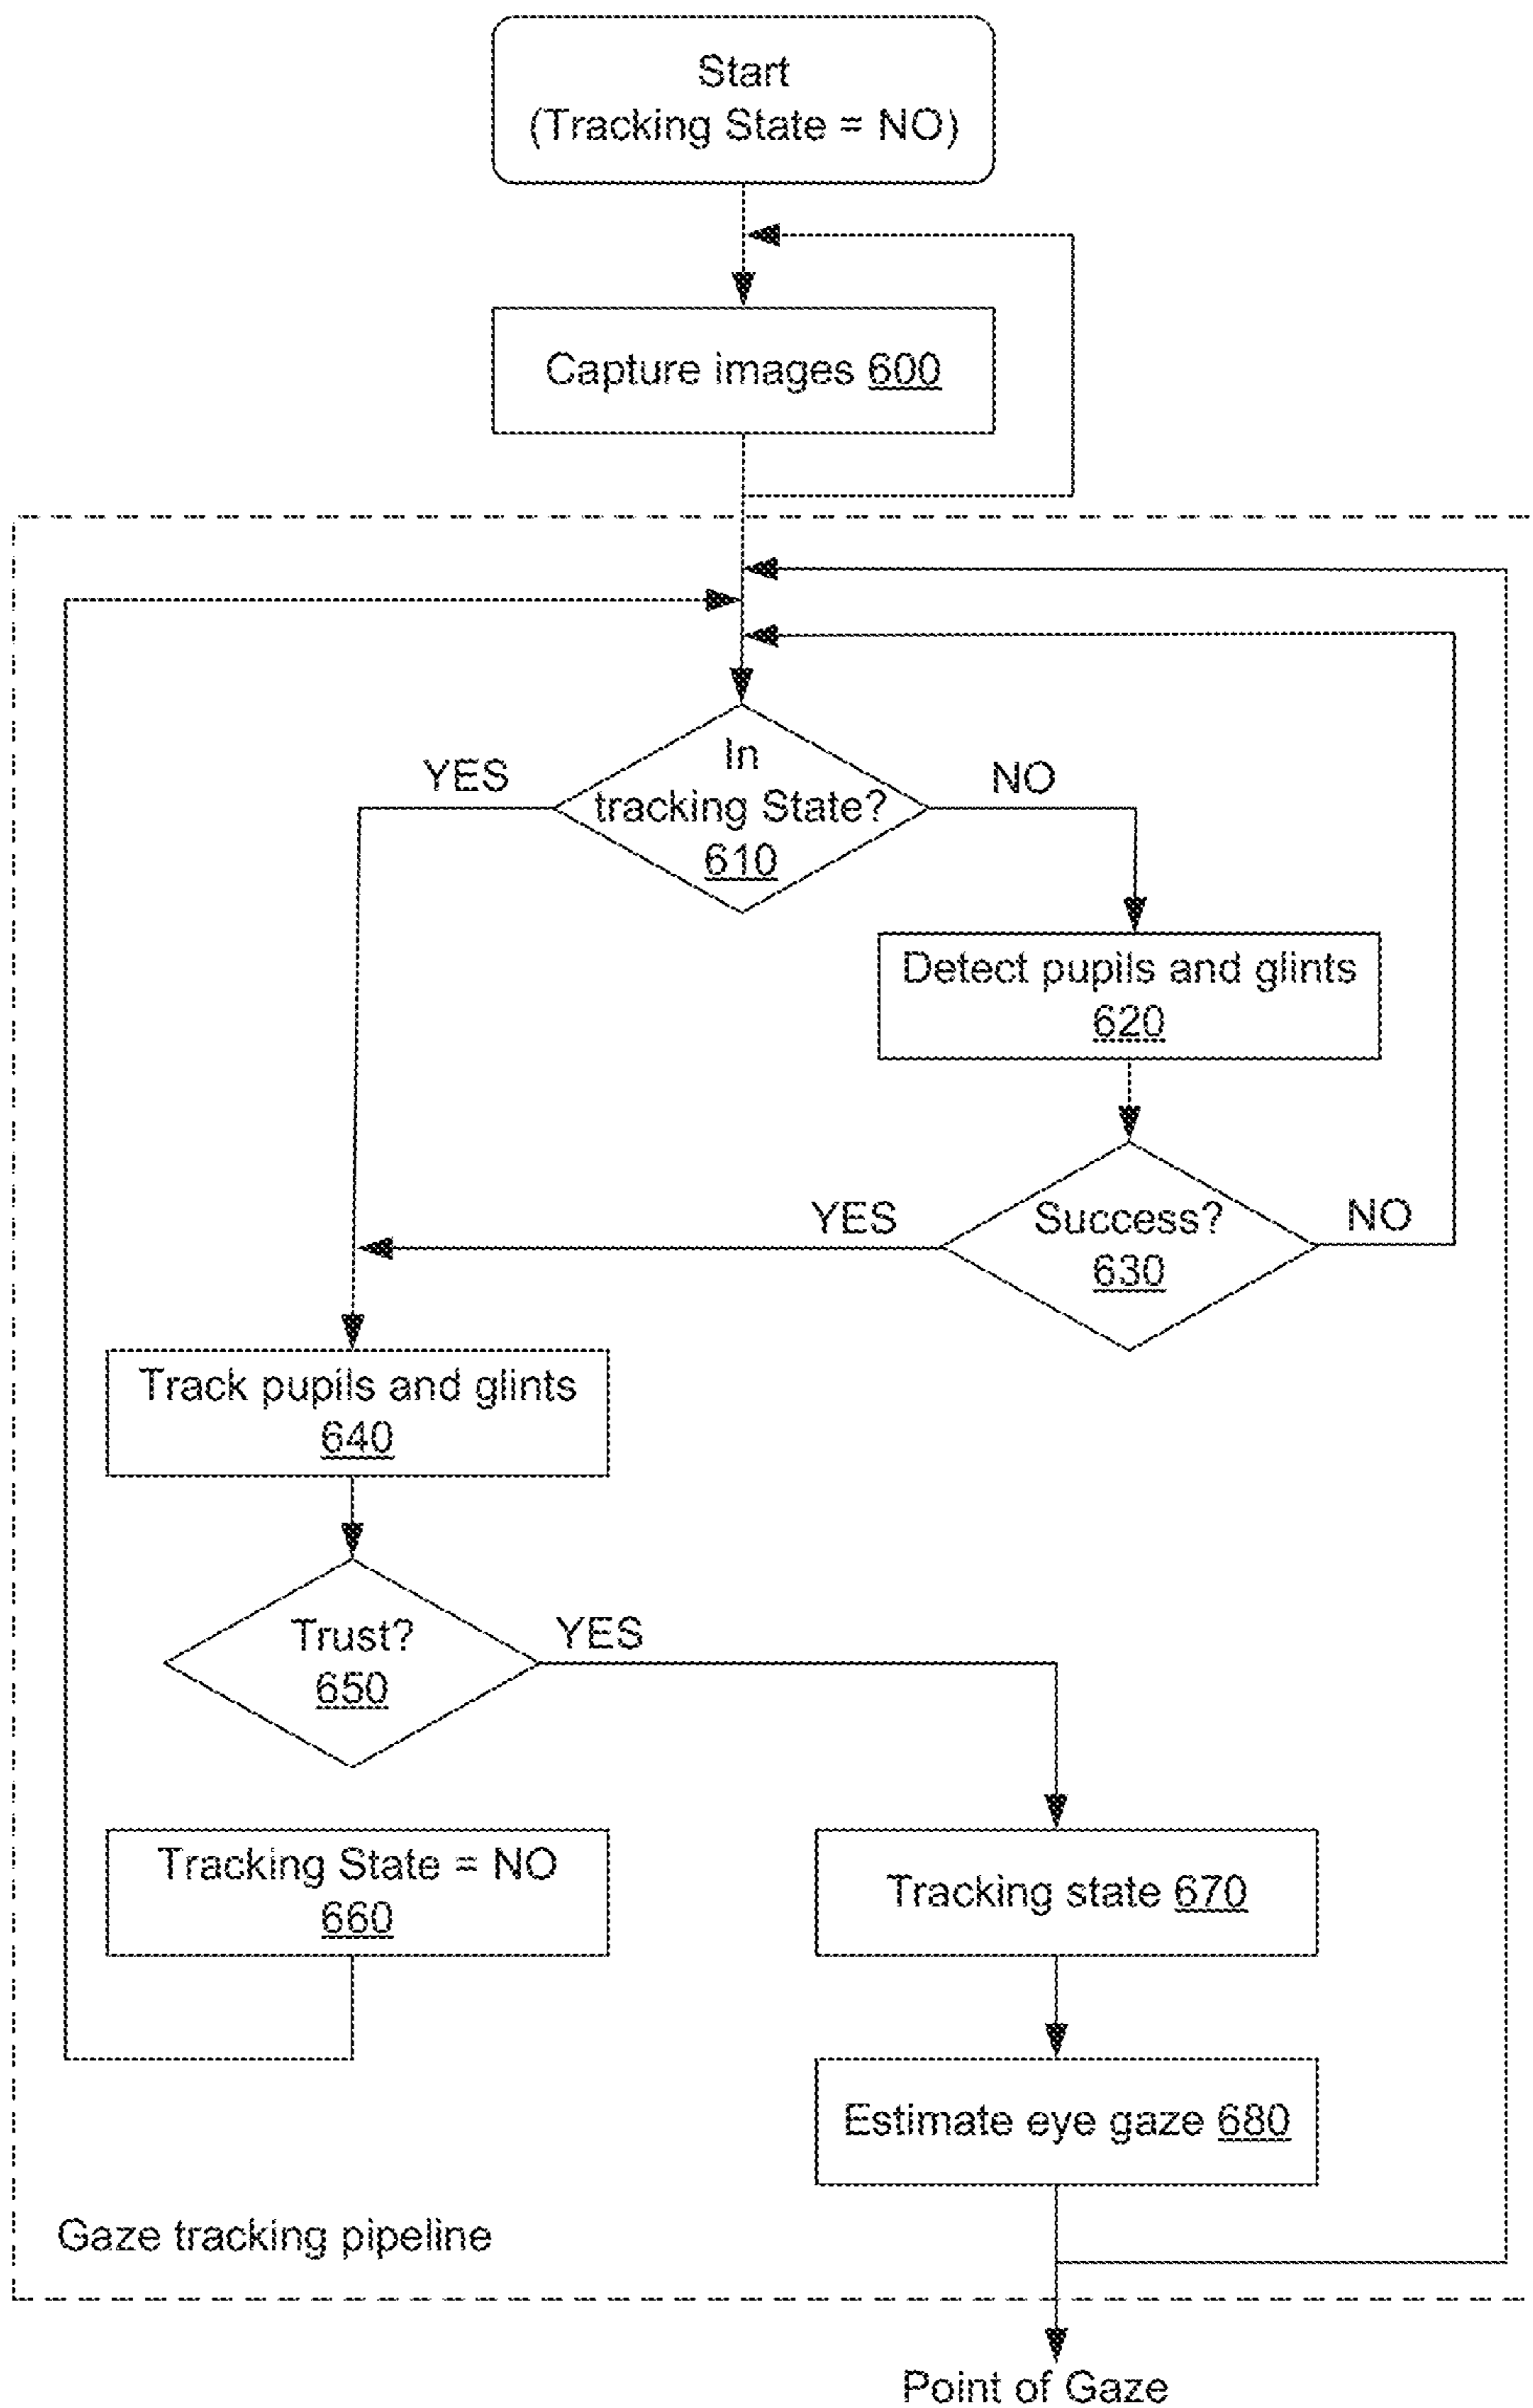 Start
(Tracking State = NO)
Capture images 600
In
tracking State?
610
YES
NO
Detect pupils and glints
620
Success?
630
YES
NO
Track pupils and glints
640
Trust?
650
YES
Tracking State = NO
660
Tracking state 670
Estimate eye gaze 680
Gaze tracking pipeline
Point of Gaze